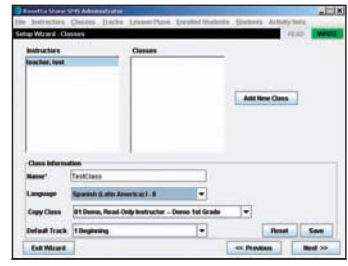 Rosetta Stone SMS Administrator
File Instructors Classes Tracks Lesson Plans Enrolled Students Students Activity Sets
Setup Wizard - Classes READ WRITE
Instructors Classes
teacher, test
Add New Class
Class Information
Name* TestClass
Language Spanish (Latin America) I - II
Copy Class 01 Demo, Read-Only Instructor -- Demo 1st Grade
Default Track 1 Beginning Reset Save
Exit Wizard << Previous Next >>